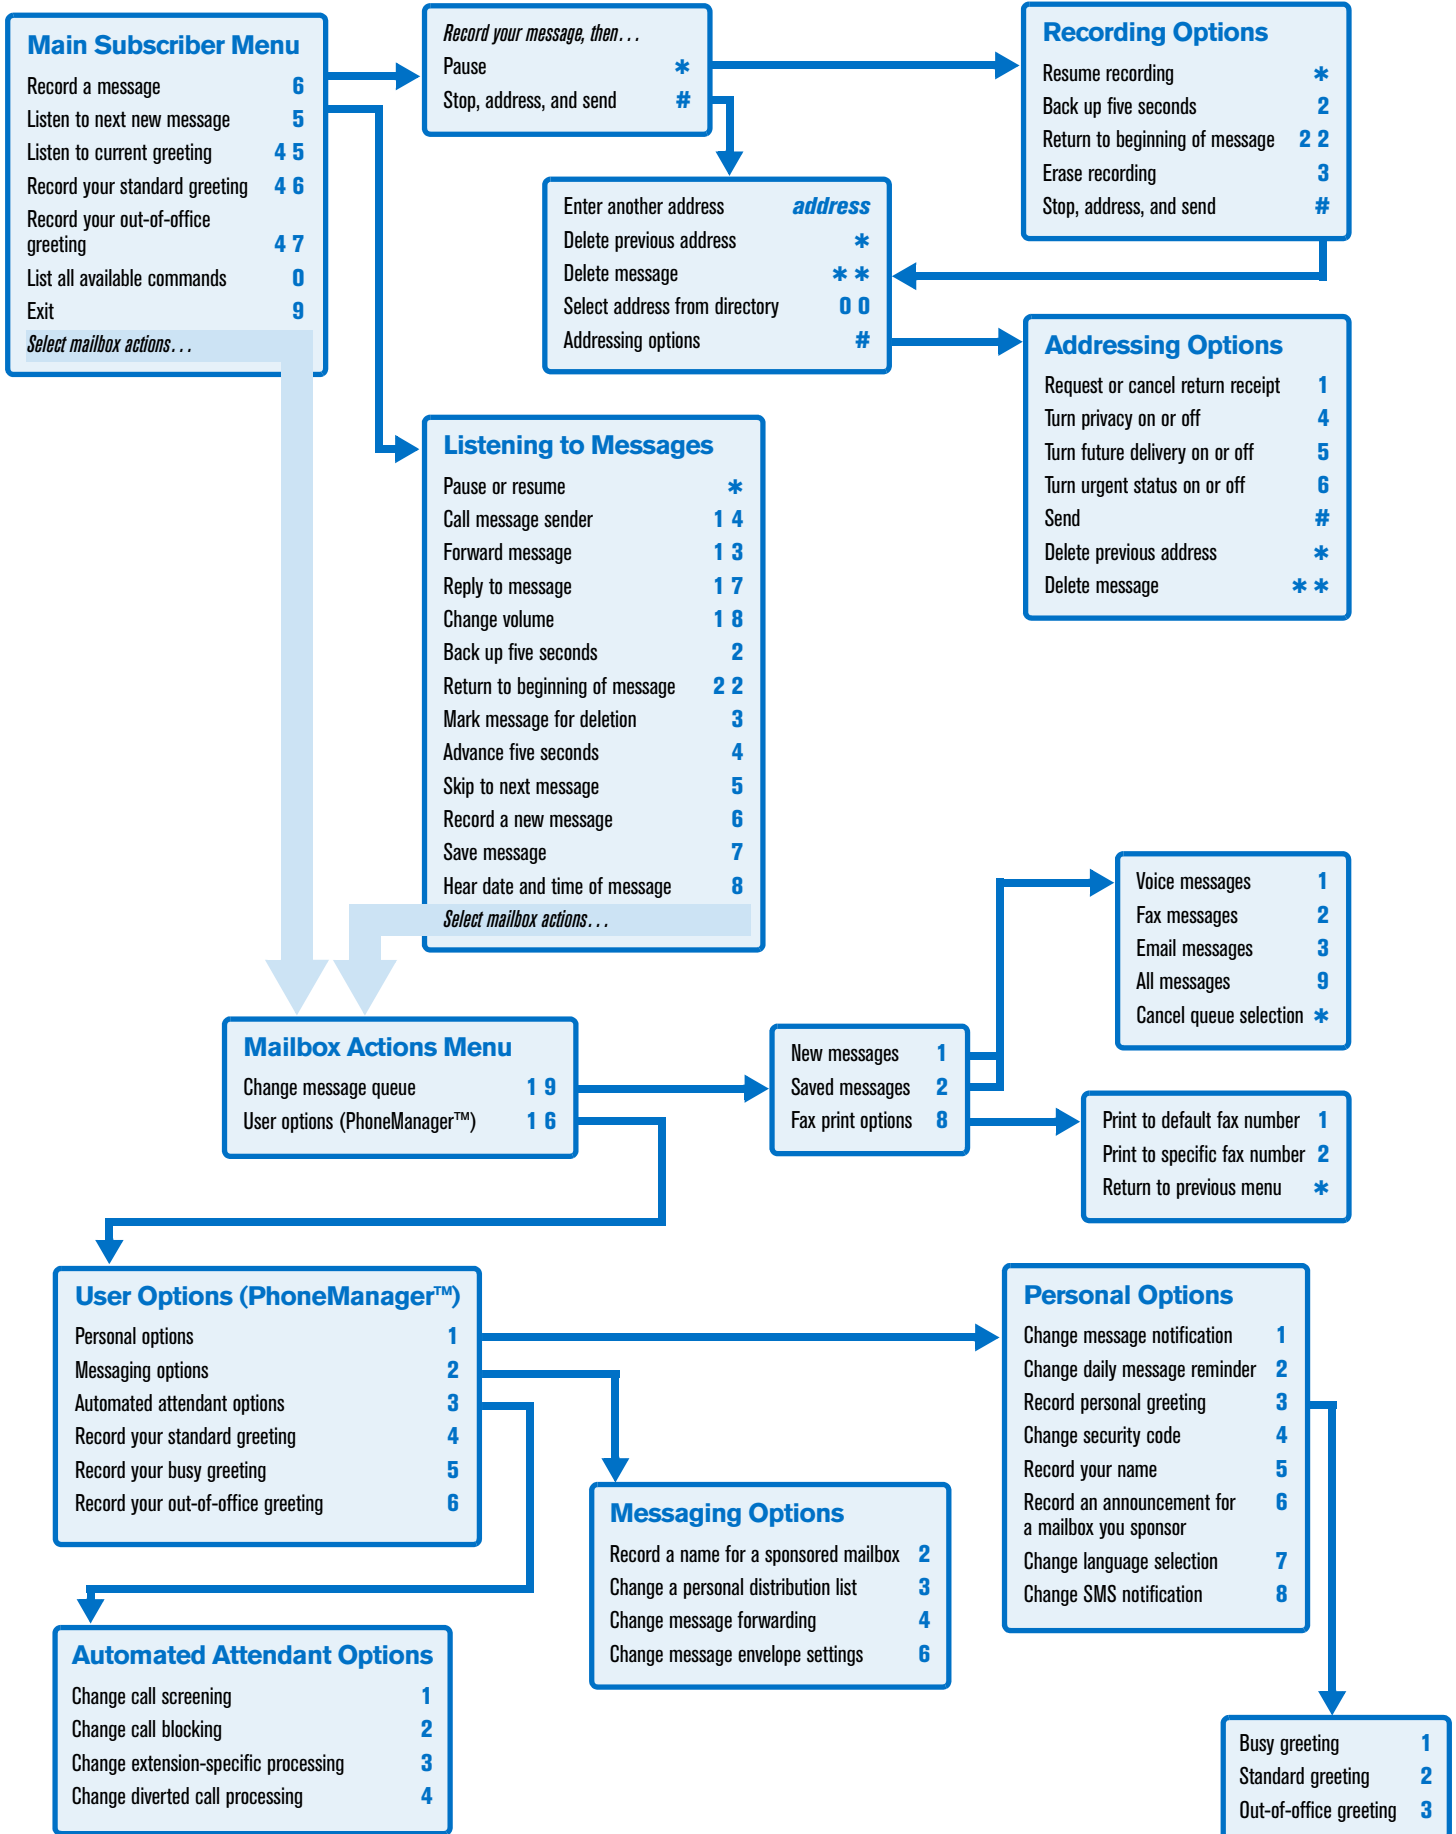 Main Subscriber Menu
Record a message 6
Listen to next new message 5
Listen to current greeting 4 5
Record your standard greeting 4 6
Record your out-of-office
greeting 4 7
List all available commands 0
Exit 9
Select mailbox actions...
Record your message, then...
Pause *
Stop, address, and send #
Recording Options
Resume recording *
Back up five seconds 2
Return to beginning of message 2 2
Erase recording 3
Stop, address, and send #
Enter another address address
Delete previous address *
Delete message * *
Select address from directory 0 0
Addressing options #
Addressing Options
Request or cancel return receipt 1
Turn privacy on or off 4
Turn future delivery on or off 5
Turn urgent status on or off 6
Send #
Delete previous address *
Delete message * *
Listening to Messages
Pause or resume *
Call message sender 1 4
Forward message 1 3
Reply to message 1 7
Change volume 1 8
Back up five seconds 2
Return to beginning of message 2 2
Mark message for deletion 3
Advance five seconds 4
Skip to next message 5
Record a new message 6
Save message 7
Hear date and time of message 8
Select mailbox actions...
Mailbox Actions Menu
Change message queue 1 9
User options (PhoneManager™) 1 6
New messages 1
Saved messages 2
Fax print options 8
Voice messages 1
Fax messages 2
Email messages 3
All messages 9
Cancel queue selection *
Print to default fax number 1
Print to specific fax number 2
Return to previous menu *
User Options (PhoneManager™)
Personal options 1
Messaging options 2
Automated attendant options 3
Record your standard greeting 4
Record your busy greeting 5
Record your out-of-office greeting 6
Personal Options
Change message notification 1
Change daily message reminder 2
Record personal greeting 3
Change security code 4
Record your name 5
Record an announcement for 6
a mailbox you sponsor
Change language selection 7
Change SMS notification 8
Messaging Options
Record a name for a sponsored mailbox 2
Change a personal distribution list 3
Change message forwarding 4
Change message envelope settings 6
Automated Attendant Options
Change call screening 1
Change call blocking 2
Change extension-specific processing 3
Change diverted call processing 4
Busy greeting 1
Standard greeting 2
Out-of-office greeting 3